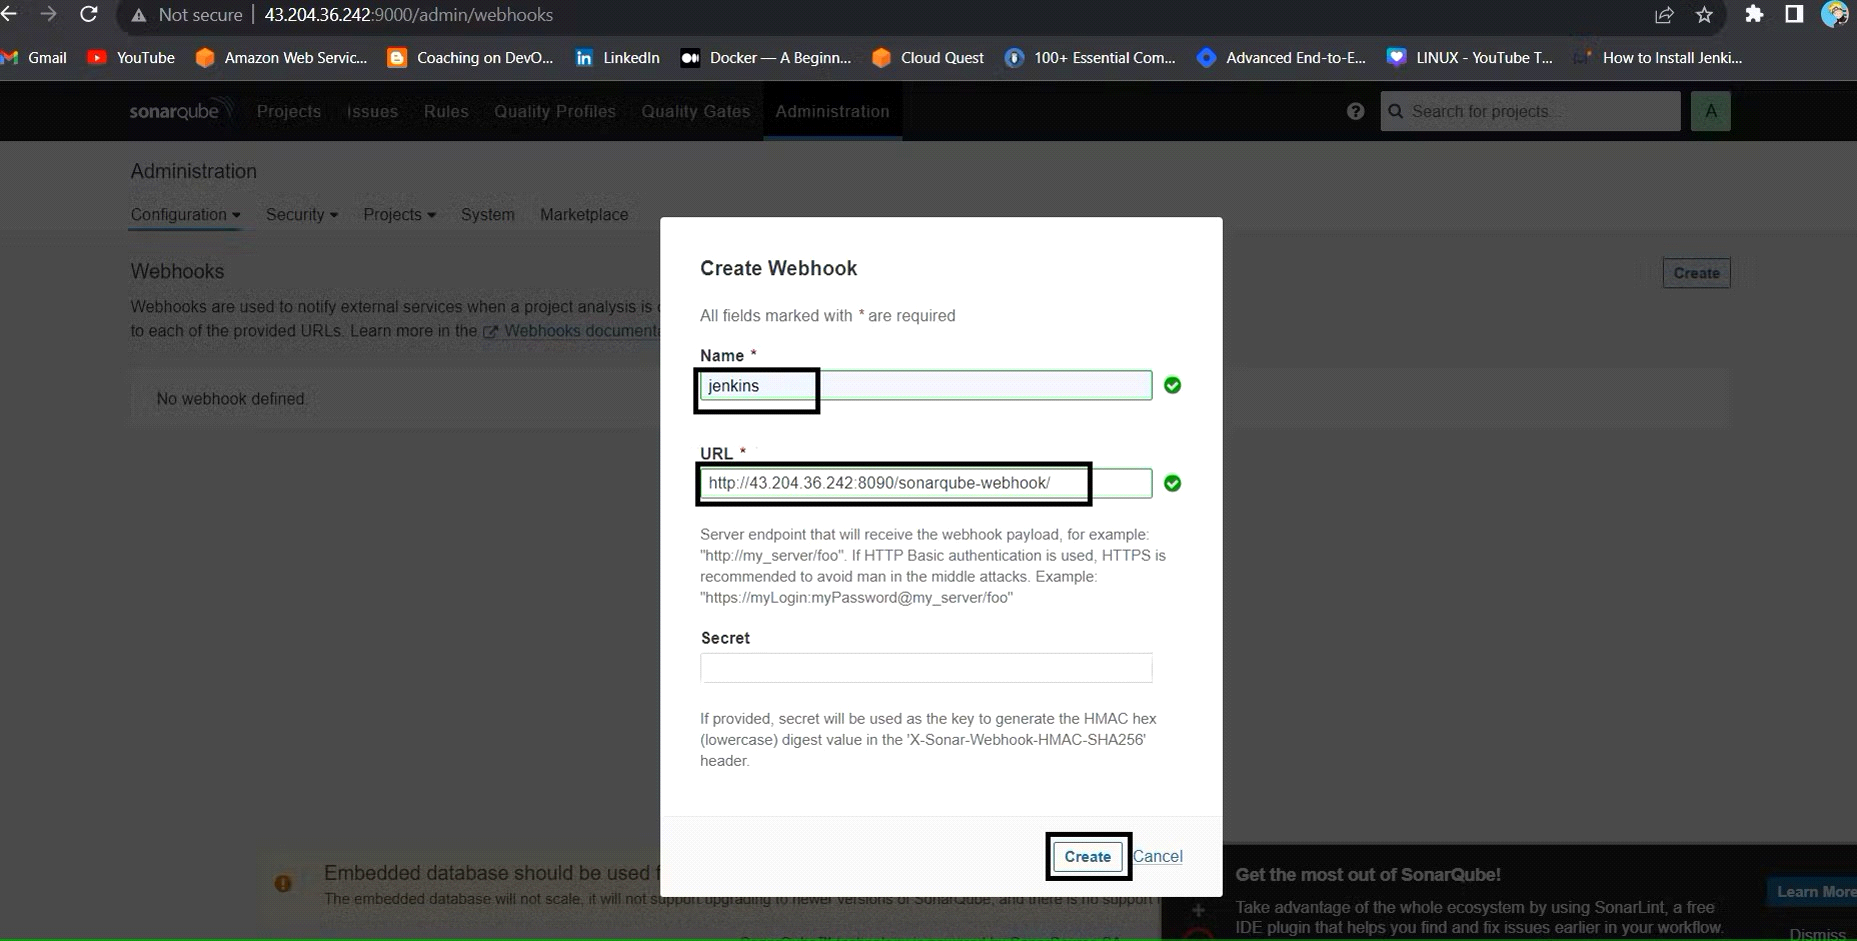 Not secure | 43.204.36.242:9000/admin/webhooks
Gmail YouTube Amazon Web Servic... Coaching on DevO... LinkedIn Docker — A Beginn... Cloud Quest 100+ Essential Com... Advanced End-to-E... LINUX - YouTube T... How to Install Jenki...
sonarqube Projects Issues Rules Quality Profiles Quality Gates Administration ? Search for projects... A
Administration
Configuration Security Projects System Marketplace
Webhooks
Create
Webhooks are used to notify external services when a project analysis is
to each of the provided URLs. Learn more in the Webhooks documenta
No webhook defined.
Create Webhook
All fields marked with * are required
Name *
jenkins
URL *
http://43.204.36.242:8090/sonarqube-webhook/
Server endpoint that will receive the webhook payload, for example:
"http://my_server/foo". If HTTP Basic authentication is used, HTTPS is
recommended to avoid man in the middle attacks. Example:
"https://myLogin:myPassword@my_server/foo"
Secret
If provided, secret will be used as the key to generate the HMAC hex
(lowercase) digest value in the 'X-Sonar-Webhook-HMAC-SHA256'
header.
Create Cancel
Embedded database should be used f
The embedded database will not scale, it will not support upgrading to newer versions of SonarQube, and there is no support
Get the most out of SonarQube!
Learn More
Take advantage of the whole ecosystem by using SonarLint, a free
IDE plugin that helps you find and fix issues earlier in your workflow.
Dismiss